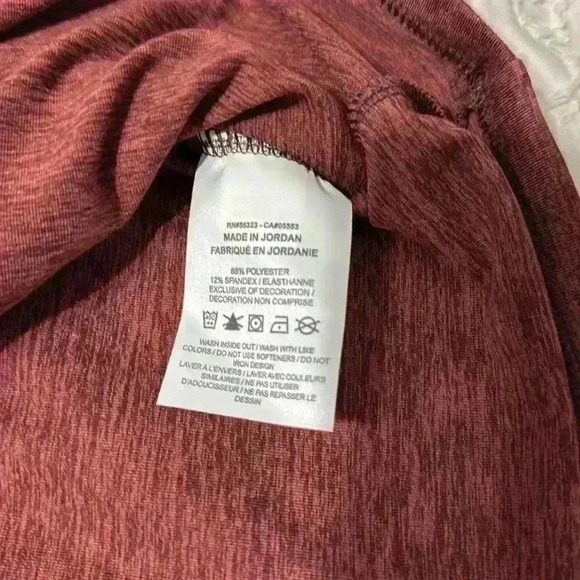 RN#56323 - CA#05553
MADE IN JORDAN
FABRIQUÉ EN JORDANIE
88% POLYESTER
12% SPANDEX / ELASTHANNE
EXCLUSIVE OF DECORATION /
DECORATION NON COMPRISE
WASH INSIDE OUT / WASH WITH LIKE
COLORS / DO NOT USE SOFTENERS / DO NOT
IRON DESIGN
LAVER A L'ENVERS / LAVER AVEC COULEURS
SIMILAIRES / NE PAS UTILISER
D'ADOUCISSEUR / NE PAS REPASSER LE
DESSIN